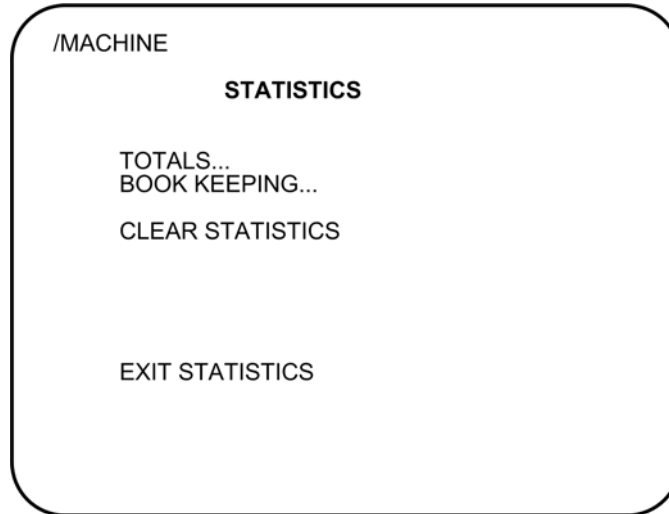 /MACHINE
STATISTICS
TOTALS...
BOOK KEEPING...
CLEAR STATISTICS
EXIT STATISTICS